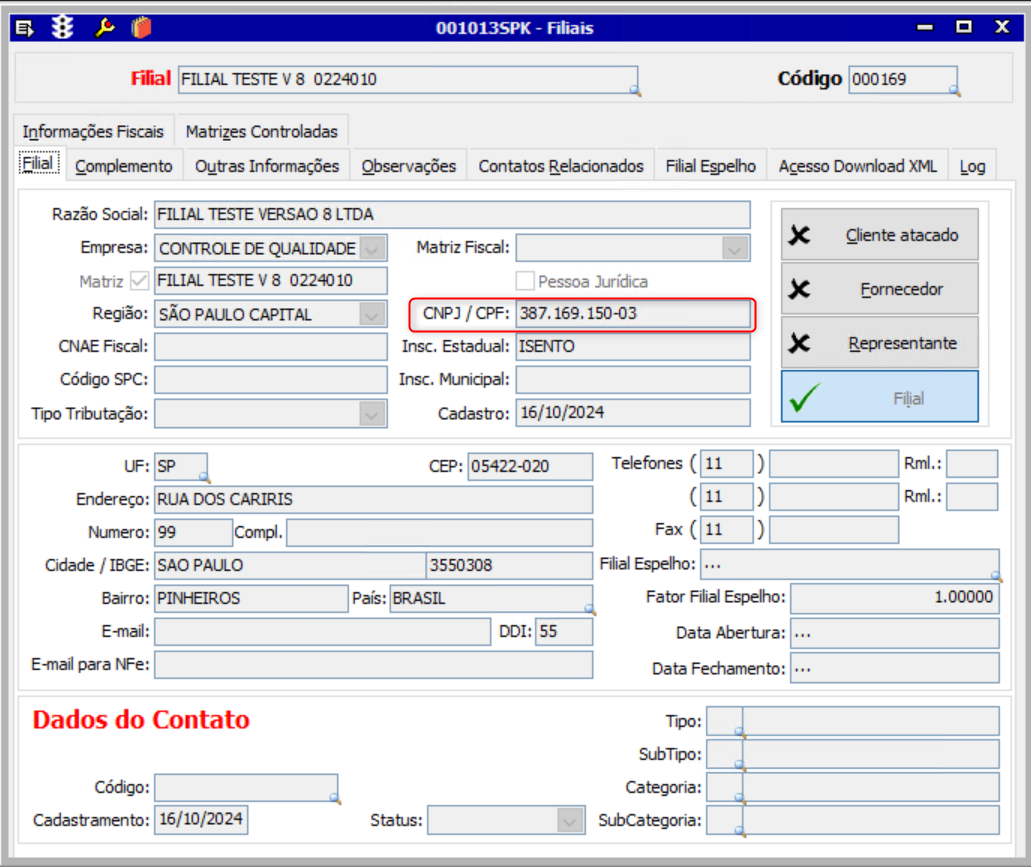 001013SPK - Filiais
Filial FILIAL TESTE V 8 0224010 Código 000169
Informações Fiscais Matrizes Controladas
Filial Complemento Outras Informações Observações Contatos Relacionados Filial Espelho Acesso Download XML Log
Razão Social: FILIAL TESTE VERSAO 8 LTDA
Cliente atacado
Empresa: CONTROLE DE QUALIDADE Matriz Fiscal:
Matriz FILIAL TESTE V 8 0224010 Pessoa Jurídica
Fornecedor
Região: SÃO PAULO CAPITAL CNPJ / CPF: 387.169.150-03
CNAE Fiscal: Insc. Estadual: ISENTO
Representante
Código SPC: Insc. Municipal:
Filial
Tipo Tributação: Cadastro: 16/10/2024
UF: SP CEP: 05422-020 Telefones ( 11 ) Rml.:
Endereço: RUA DOS CARIRIS ( 11 ) Rml.:
Numero: 99 Compl. Fax ( 11 )
Cidade / IBGE: SAO PAULO 3550308 Filial Espelho: ...
Bairro: PINHEIROS País: BRASIL Fator Filial Espelho: 1.00000
E-mail: DDI: 55 Data Abertura: ...
E-mail para NFe: Data Fechamento: ...
Dados do Contato Tipo:
SubTipo:
Código: Categoria:
Cadastramento: 16/10/2024 Status: SubCategoria: